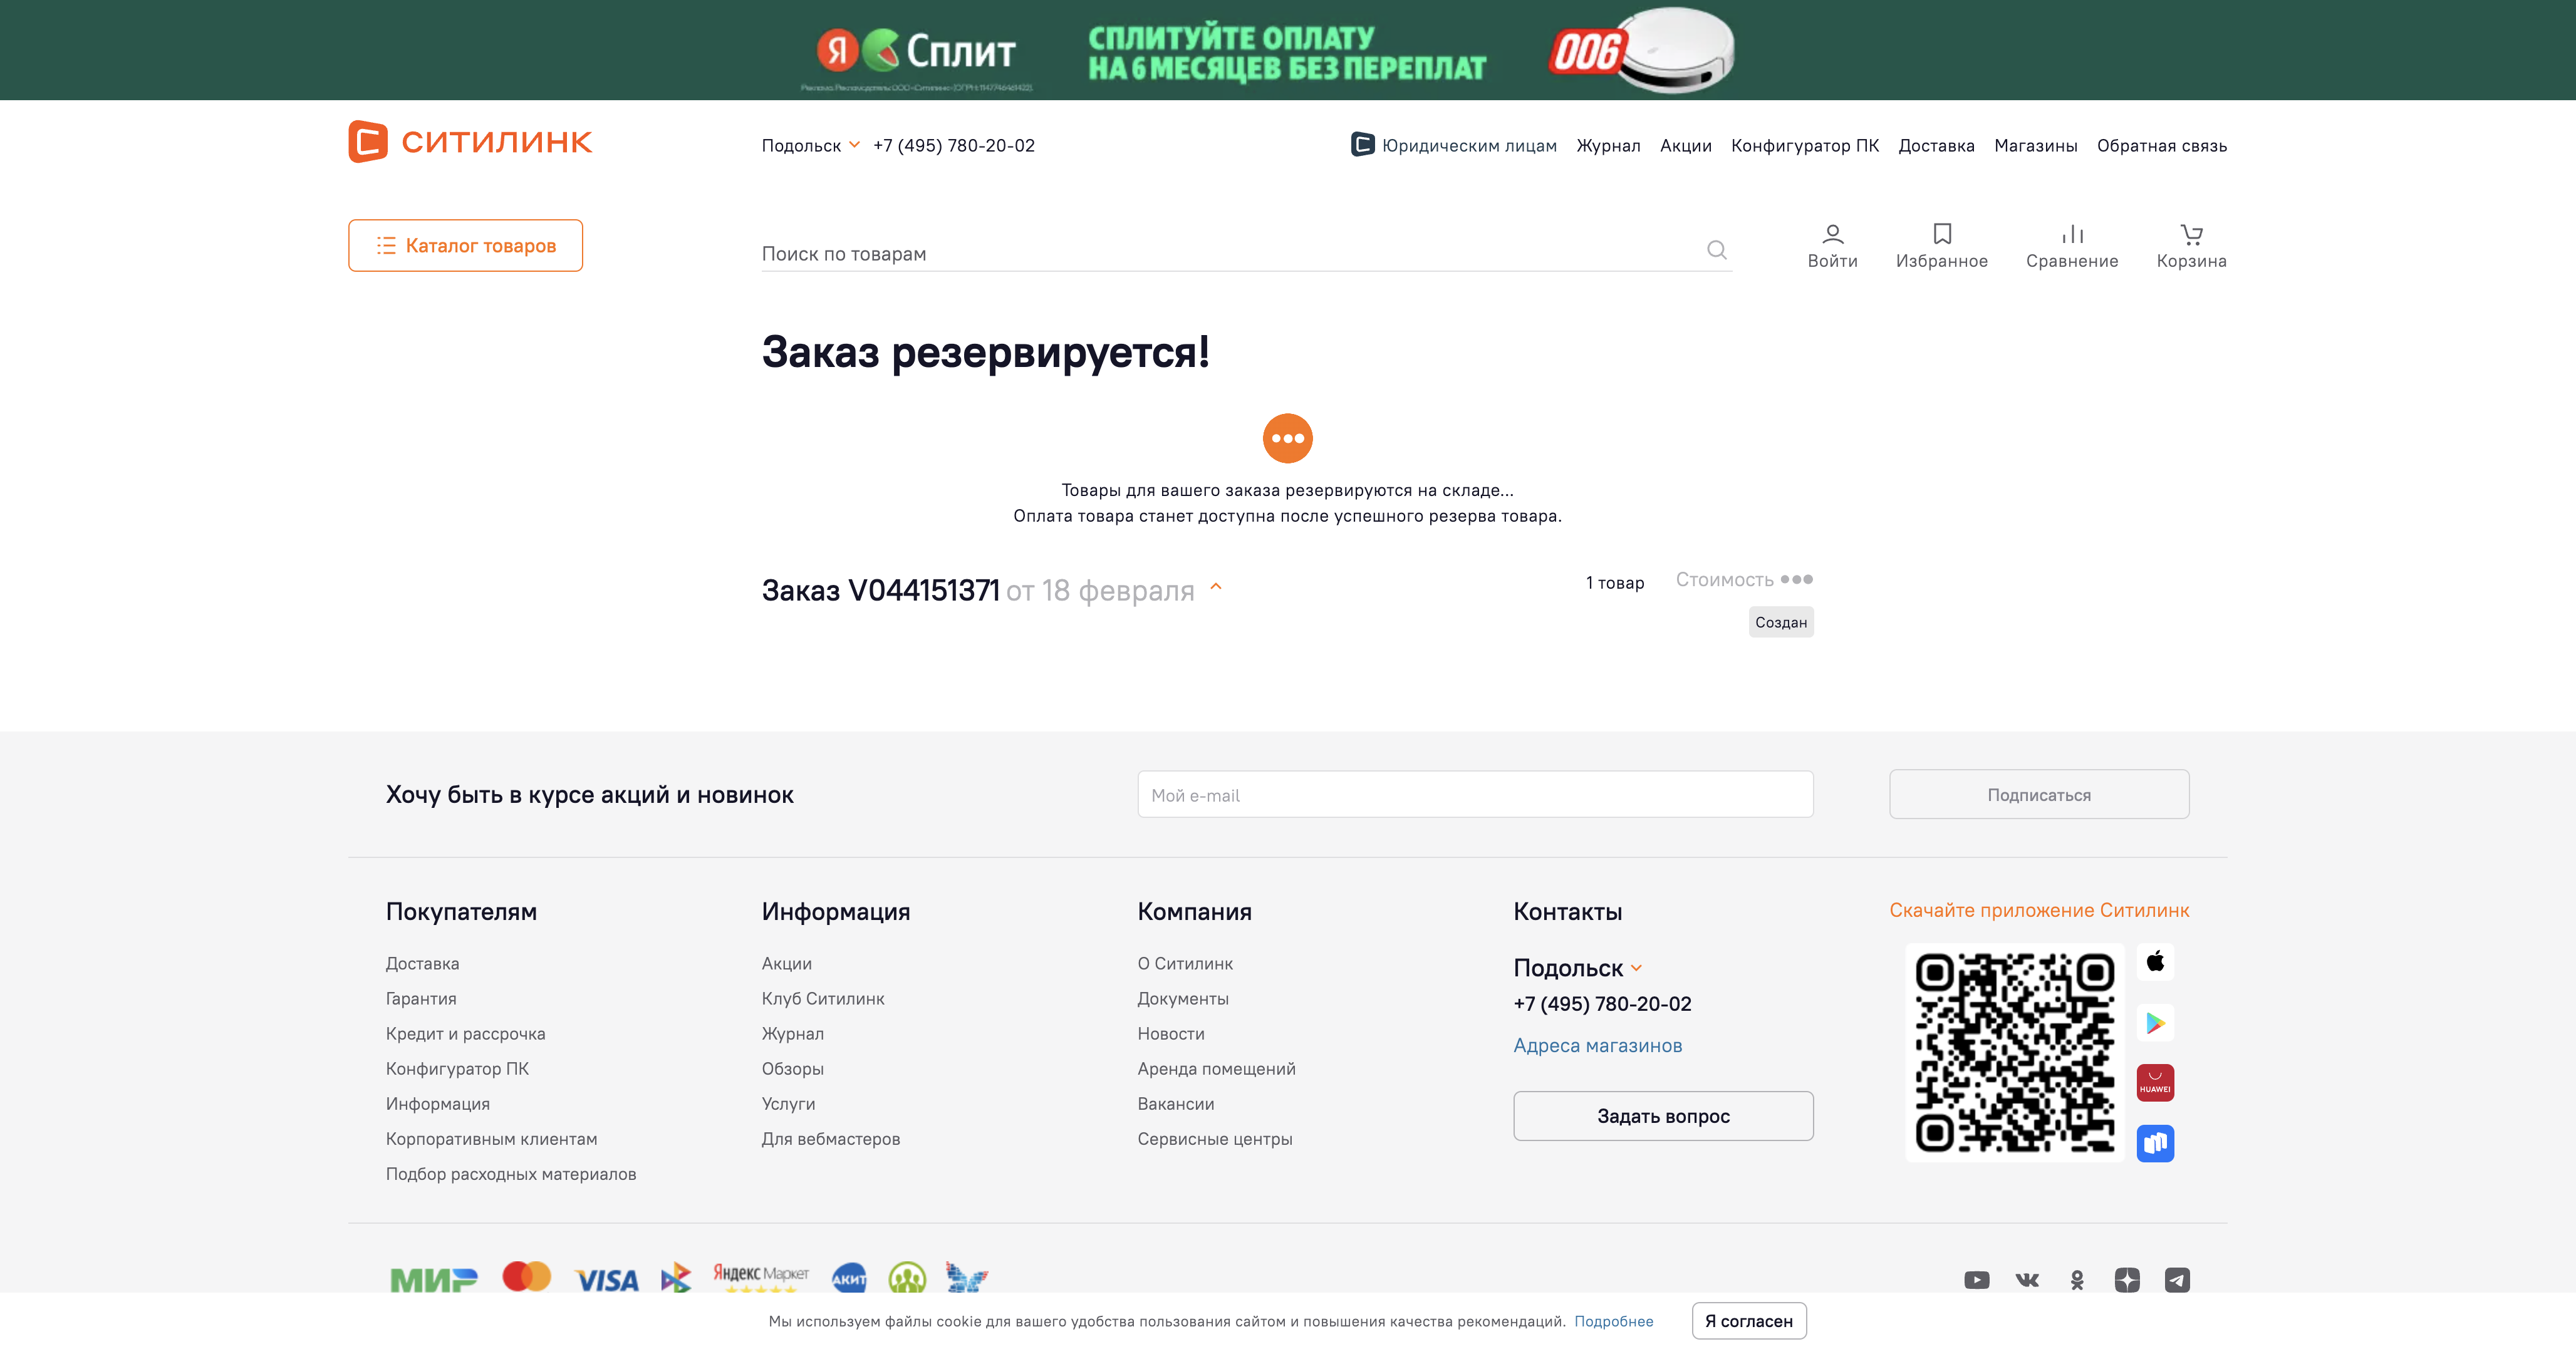 Я Сплит
СПЛИТУЙТЕ ОПЛАТУ
НА 6 МЕСЯЦЕВ БЕЗ ПЕРЕПЛАТ
006
СИТИЛИНК
Подольск +7 (495) 780-20-02
Юридическим лицам Журнал Акции Конфигуратор ПК Доставка Магазины Обратная связь
Каталог товаров
Поиск по товарам
Войти Избранное Сравнение Корзина
Заказ резервируется!
Товары для вашего заказа резервируются на складе...
Оплата товара станет доступна после успешного резерва товара.
Заказ V044151371 от 18 февраля
1 товар Стоимость
Создан
Хочу быть в курсе акций и новинок
Мой e-mail
Подписаться
Покупателям
Доставка
Гарантия
Кредит и рассрочка
Конфигуратор ПК
Информация
Корпоративным клиентам
Подбор расходных материалов
Информация
Акции
Клуб Ситилинк
Журнал
Обзоры
Услуги
Для вебмастеров
Компания
О Ситилинк
Документы
Новости
Аренда помещений
Вакансии
Сервисные центры
Контакты
Подольск
+7 (495) 780-20-02
Адреса магазинов
Задать вопрос
Скачайте приложение Ситилинк
HUAWEI
МИР VISA Яндекс Маркет АКИТ
Мы используем файлы cookie для вашего удобства пользования сайтом и повышения качества рекомендаций. Подробнее
Я согласен